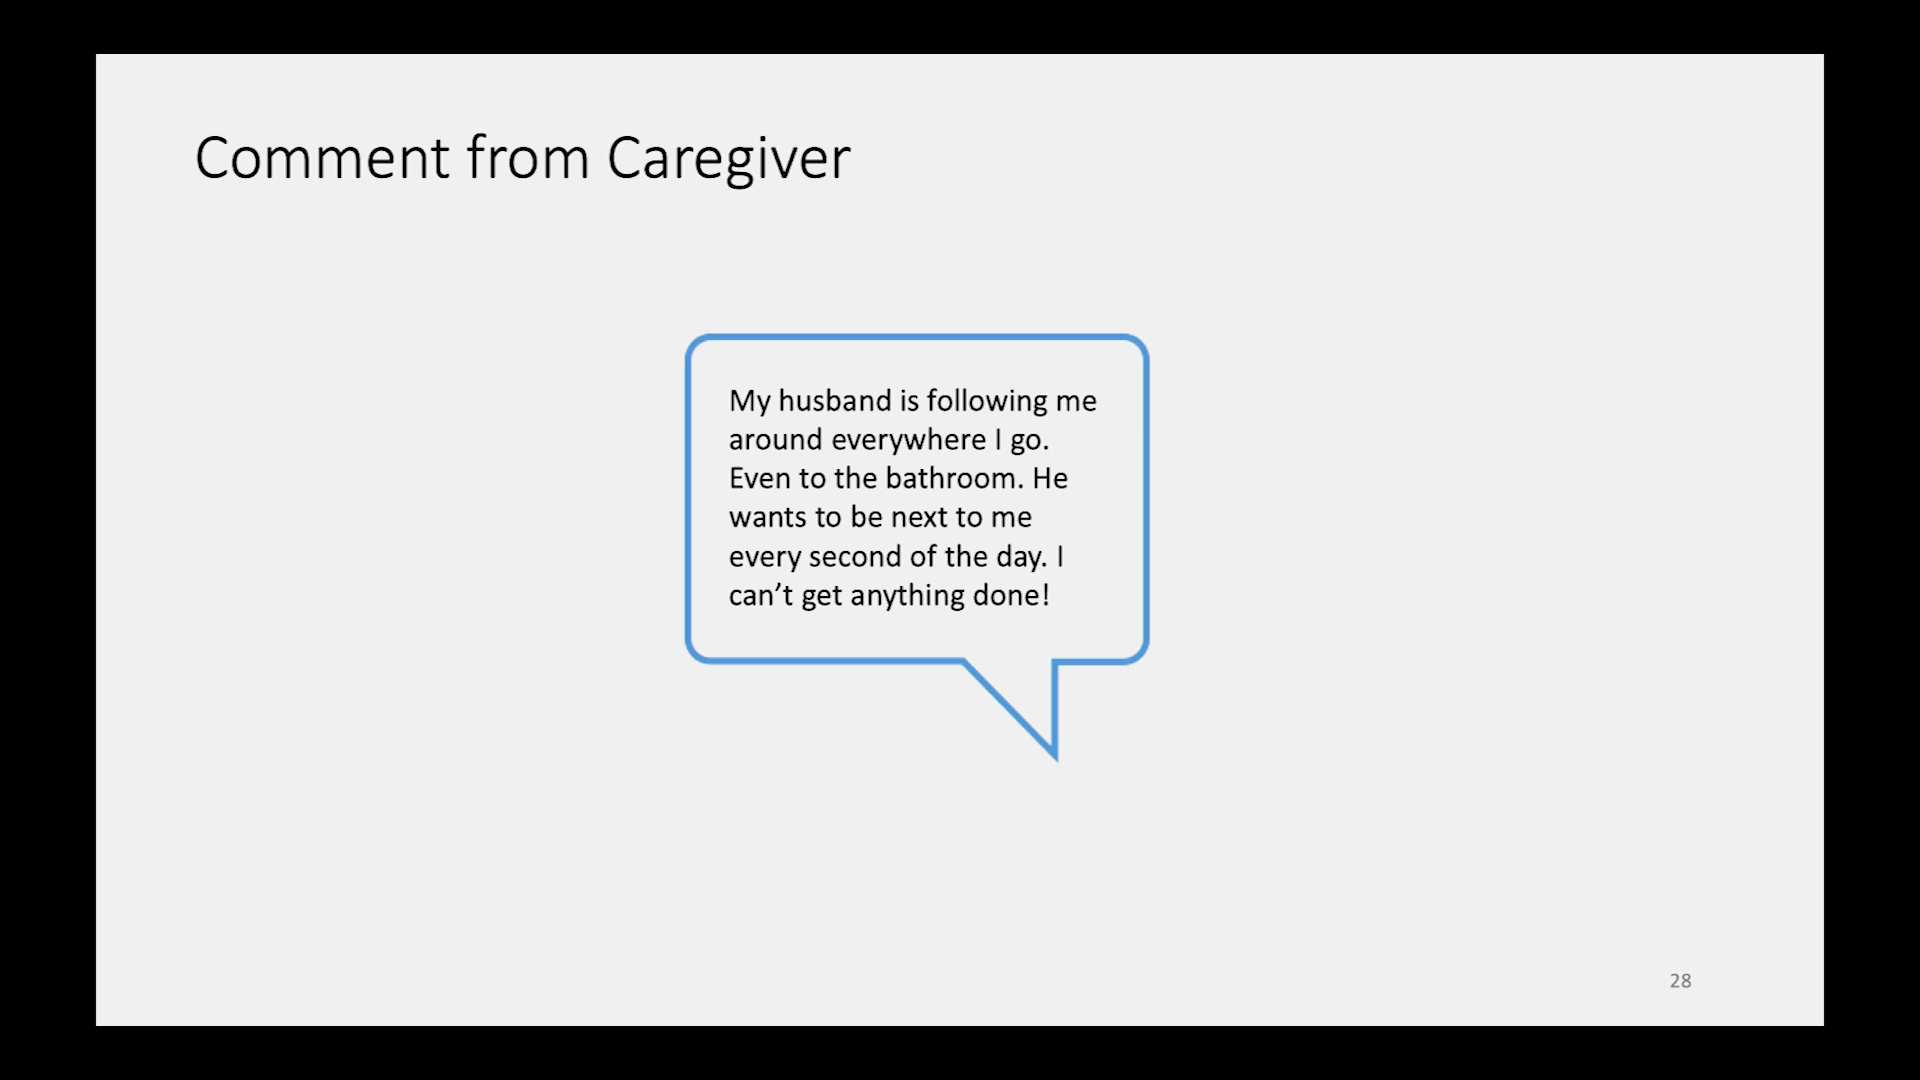 Comment from Caregiver
My husband is following me
around everywhere I go.
Even to the bathroom. He
wants to be next to me
every second of the day. I
can’t get anything done!
28